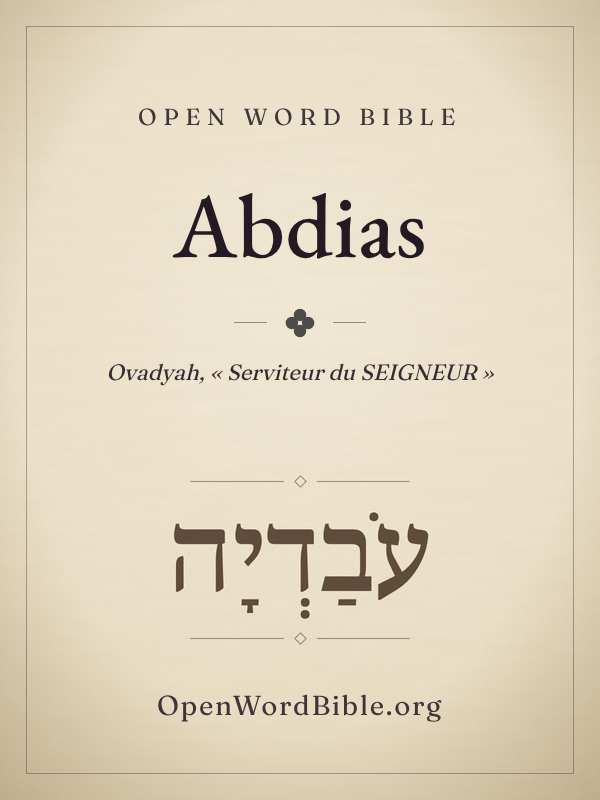 OPEN WORD BIBLE
Abdias
Ovadyah, « Serviteur du SEIGNEUR »
עֹבַדְיָה
OpenWordBible.org